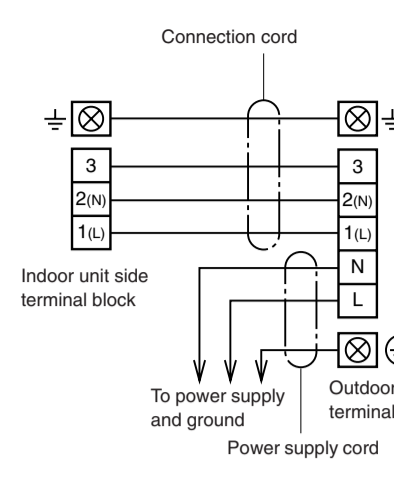 Connection cord
3
3
2(N)
2(N)
1(L)
1(L)
N
L
Indoor unit side
terminal block
To power supply
and ground
Outdoor
terminal
Power supply cord